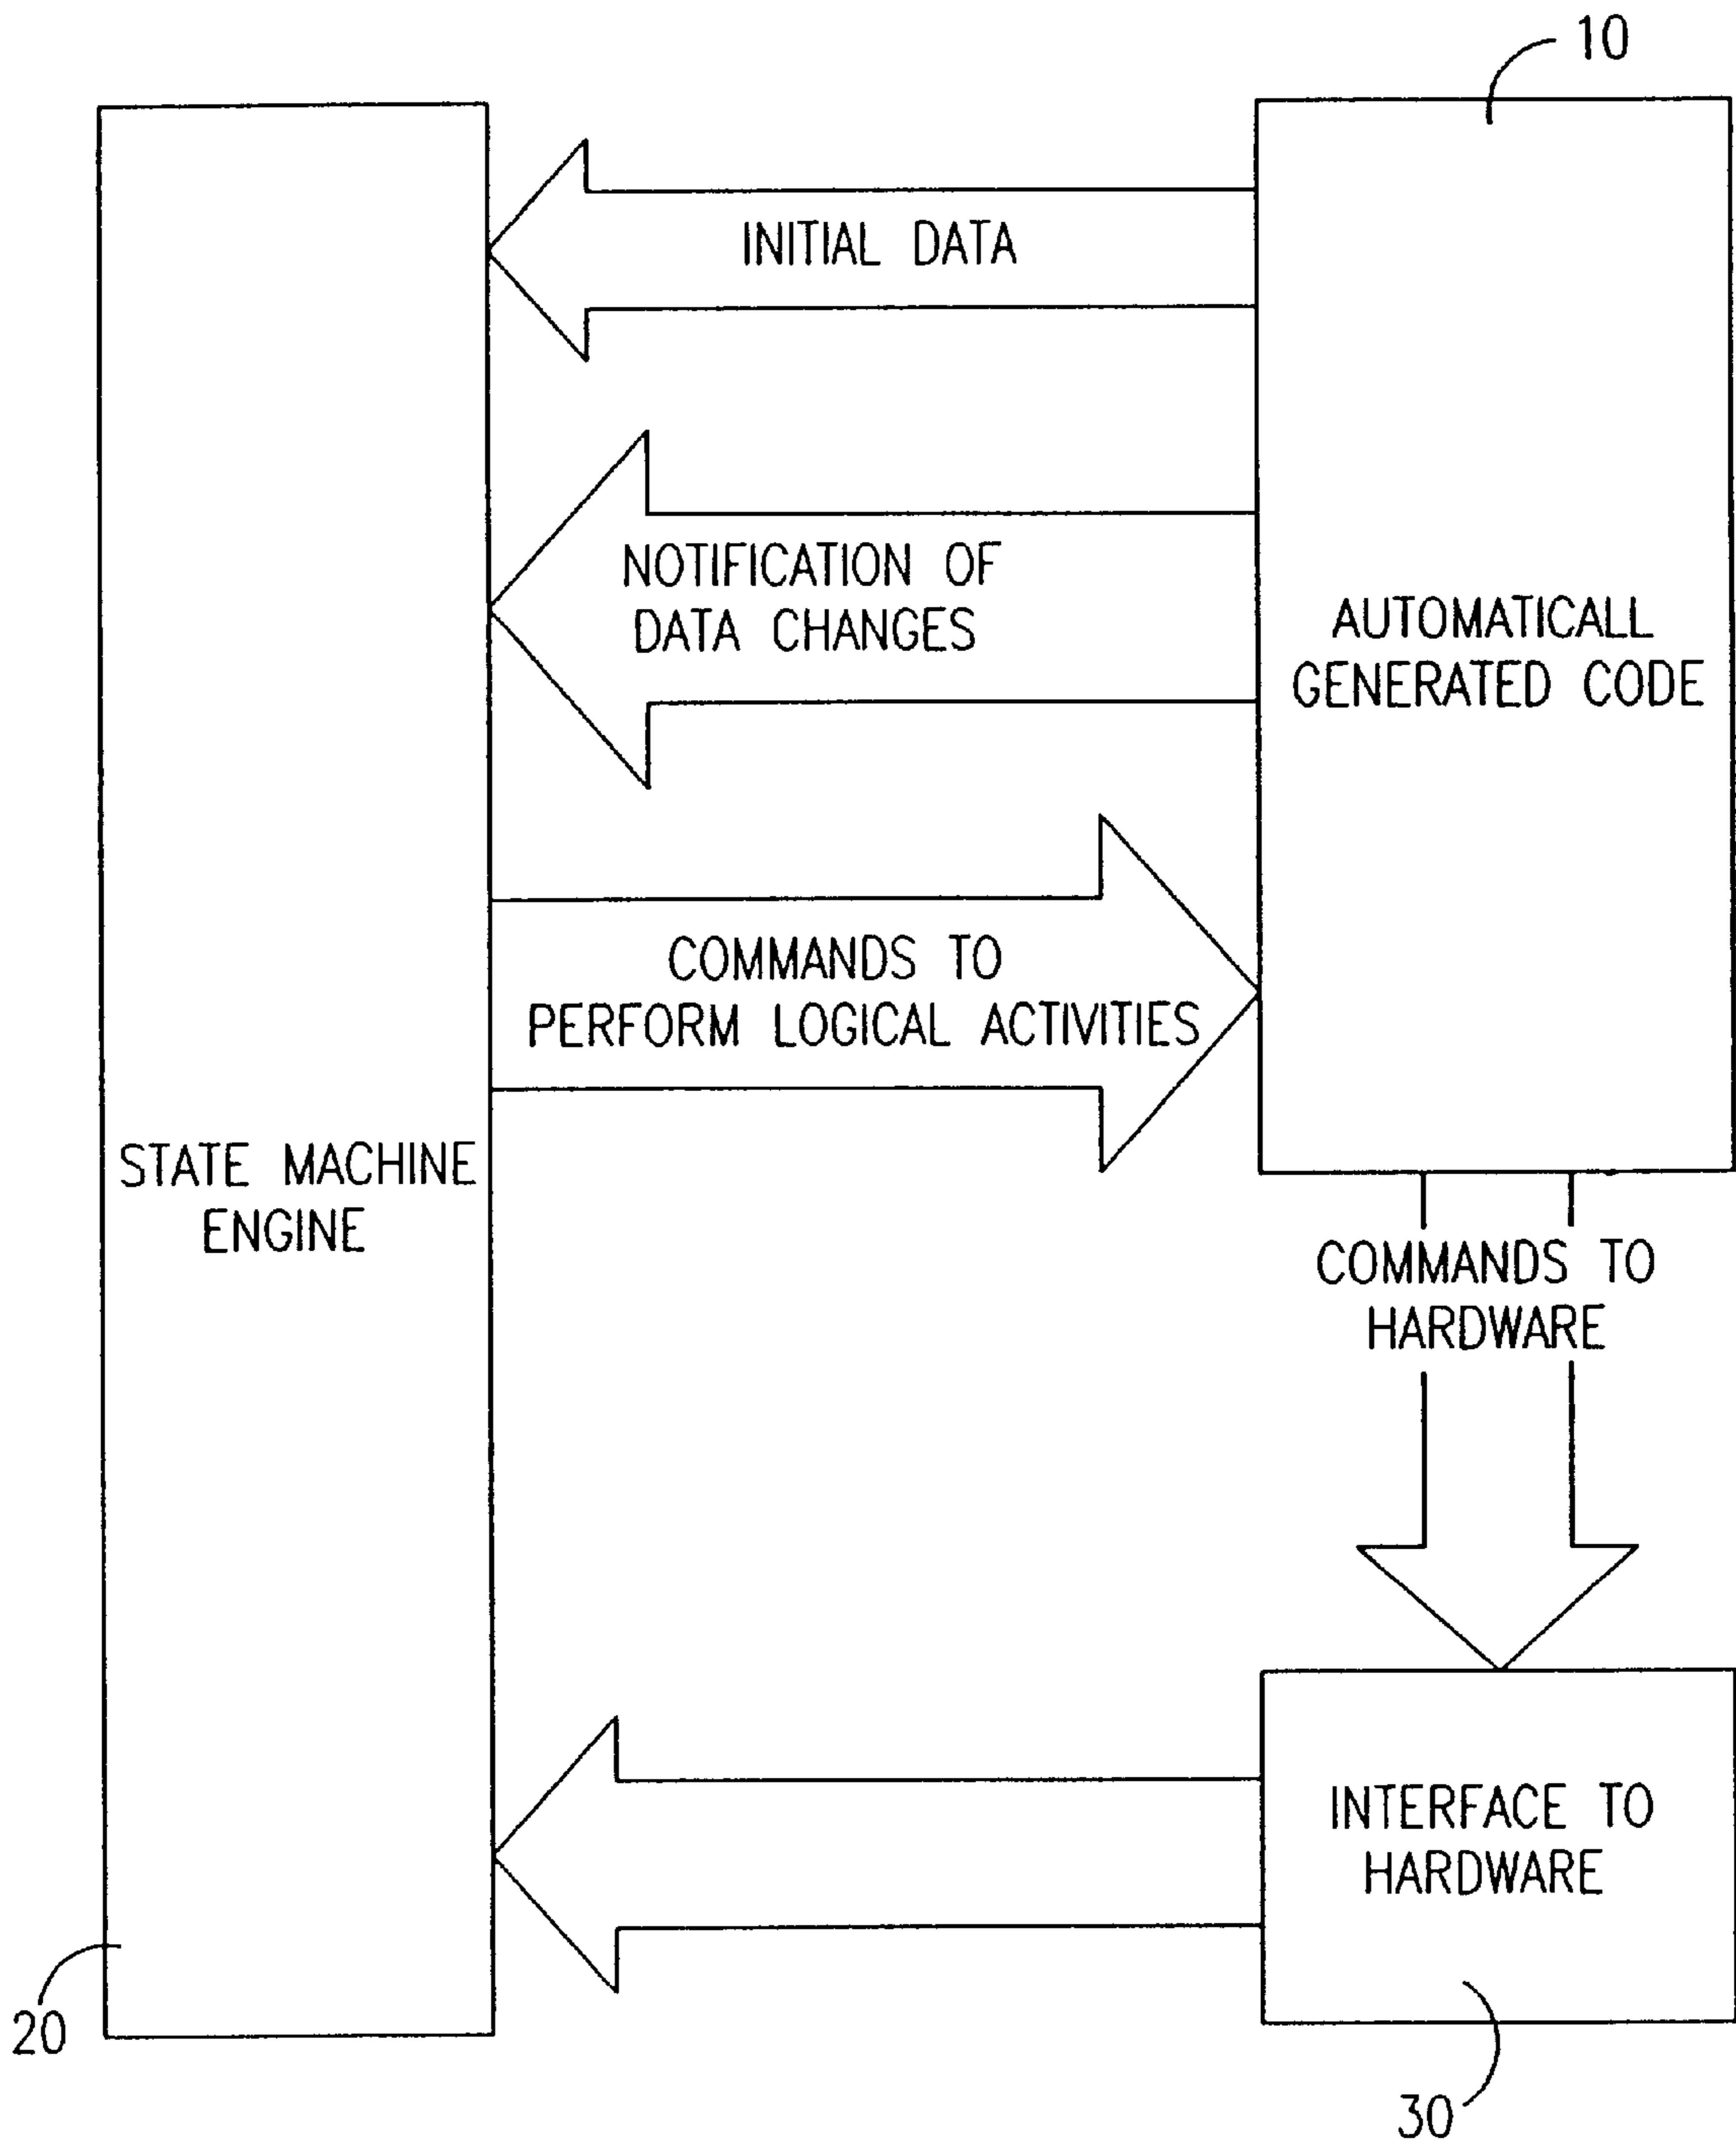 10
INITIAL DATA
NOTIFICATION OF
DATA CHANGES
AUTOMATICALL
GENERATED CODE
COMMANDS TO
PERFORM LOGICAL ACTIVITIES
STATE MACHINE
ENGINE
COMMANDS TO
HARDWARE
INTERFACE TO
HARDWARE
20
30